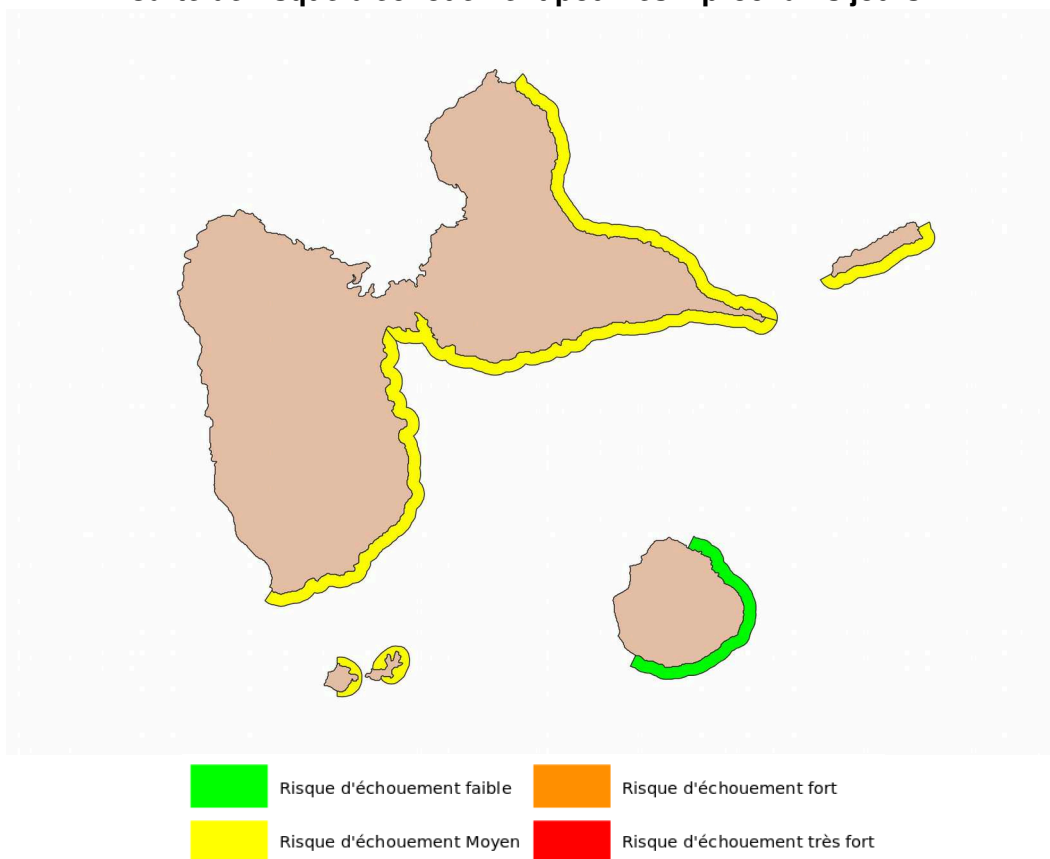 Risque d'échouement faible
Risque d'échouement fort
Risque d'échouement Moyen
Risque d'échouement très fort